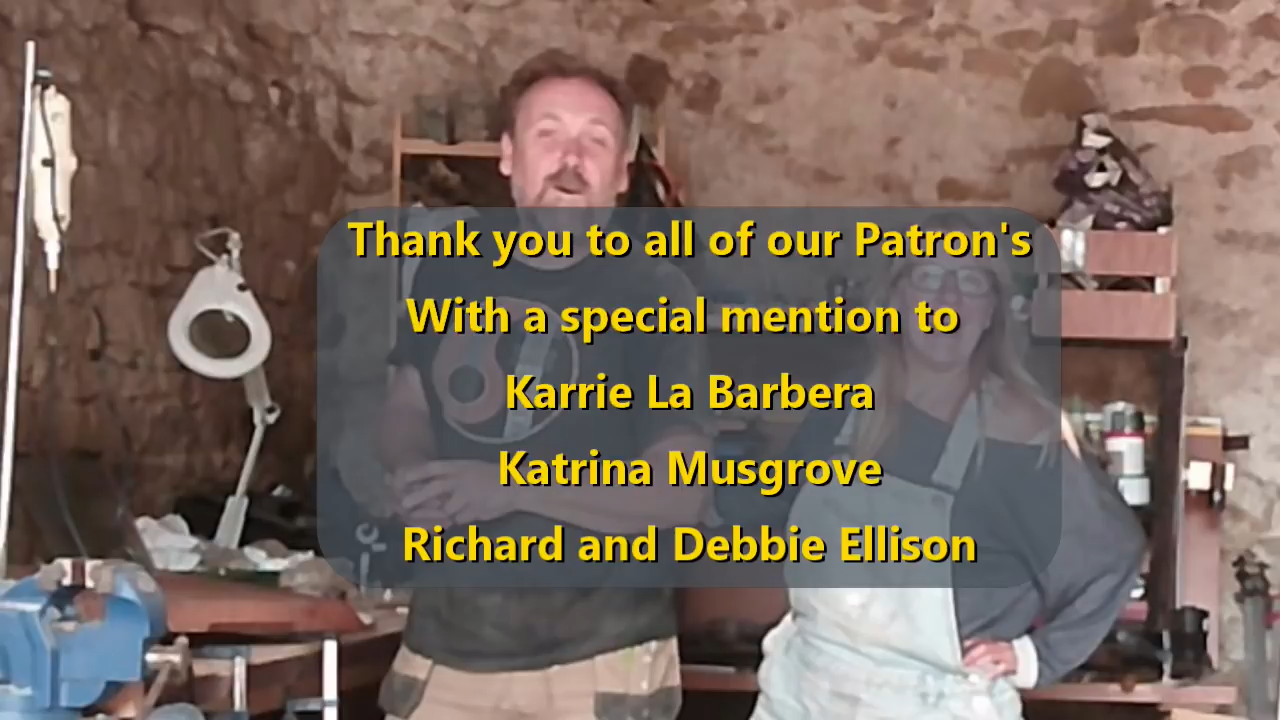 Thank you to all of our Patron's
With a special mention to
Karrie La Barbera
Katrina Musgrove
Richard and Debbie Ellison